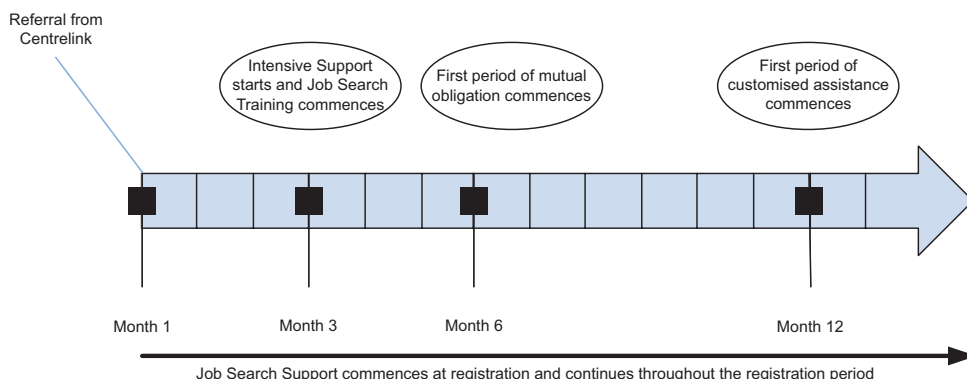 Referral from
Centrelink
Intensive Support
starts and Job Search
Training commences
First period of mutual
obligation commences
First period of
customised assistance
commences
Month 1
Month 3
Month 6
Month 12
Job Search Support commences at registration and continues throughout the registration period